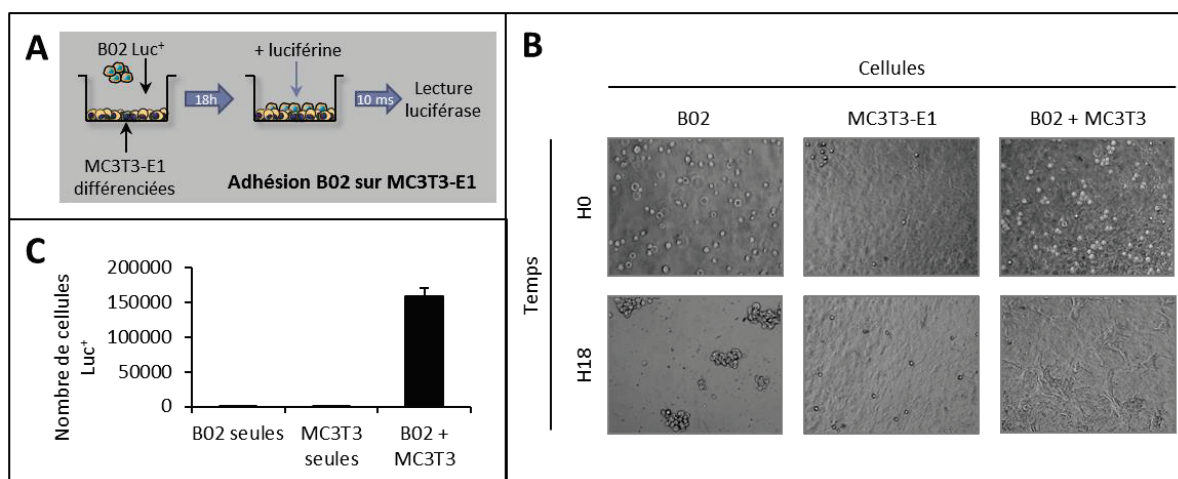 A
B02 Luc⁺
+ luciférine
18h
10 ms
Lecture
luciférase
MC3T3-E1
différenciées
Adhésion B02 sur MC3T3-E1
B
Cellules
B02
MC3T3-E1
B02 + MC3T3
Temps
H0
H18
C
Nombre de cellules
Luc⁺
200000
150000
100000
50000
0
B02 seules
MC3T3
seules
B02 +
MC3T3